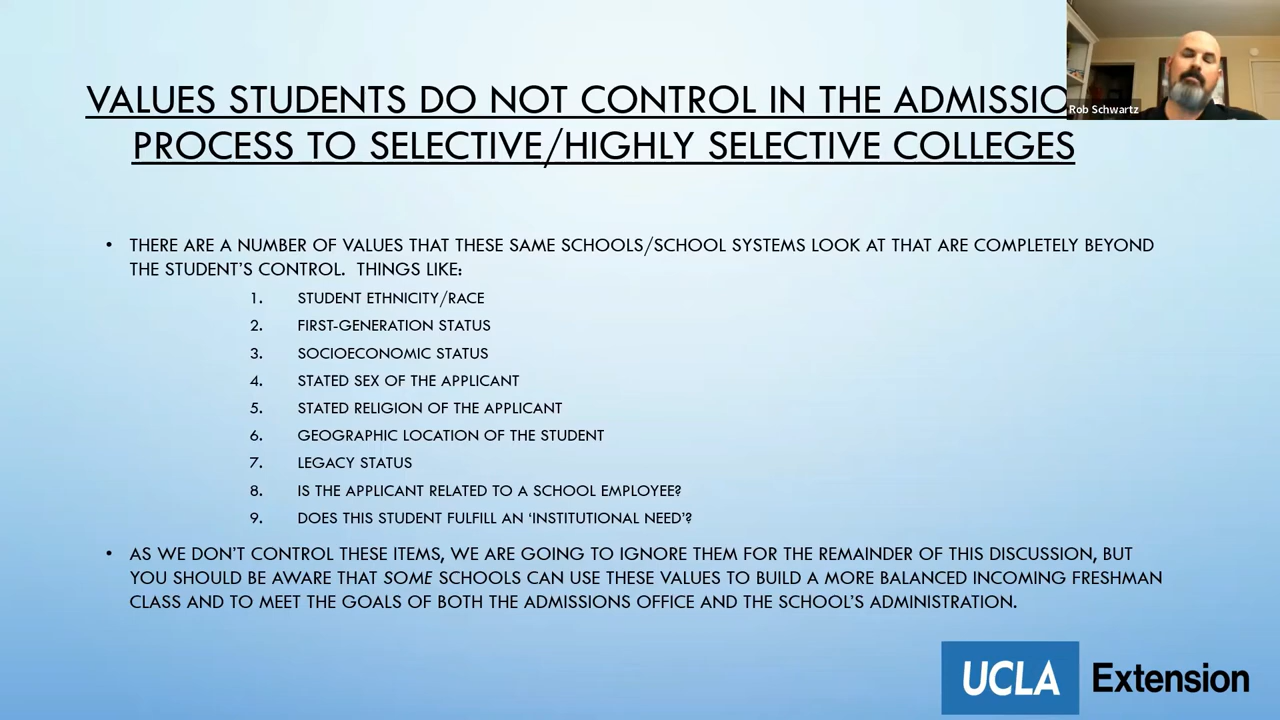 VALUES STUDENTS DO NOT CONTROL IN THE ADMISSIO
PROCESS TO SELECTIVE/HIGHLY SELECTIVE COLLEGES
Rob Schwartz
• THERE ARE A NUMBER OF VALUES THAT THESE SAME SCHOOLS/SCHOOL SYSTEMS LOOK AT THAT ARE COMPLETELY BEYOND
THE STUDENT'S CONTROL. THINGS LIKE:
1. STUDENT ETHNICITY/RACE
2. FIRST-GENERATION STATUS
3. SOCIOECONOMIC STATUS
4. STATED SEX OF THE APPLICANT
5. STATED RELIGION OF THE APPLICANT
6. GEOGRAPHIC LOCATION OF THE STUDENT
7. LEGACY STATUS
8. IS THE APPLICANT RELATED TO A SCHOOL EMPLOYEE?
9. DOES THIS STUDENT FULFILL AN 'INSTITUTIONAL NEED'?
• AS WE DON'T CONTROL THESE ITEMS, WE ARE GOING TO IGNORE THEM FOR THE REMAINDER OF THIS DISCUSSION, BUT
YOU SHOULD BE AWARE THAT SOME SCHOOLS CAN USE THESE VALUES TO BUILD A MORE BALANCED INCOMING FRESHMAN
CLASS AND TO MEET THE GOALS OF BOTH THE ADMISSIONS OFFICE AND THE SCHOOL'S ADMINISTRATION.
UCLA Extension